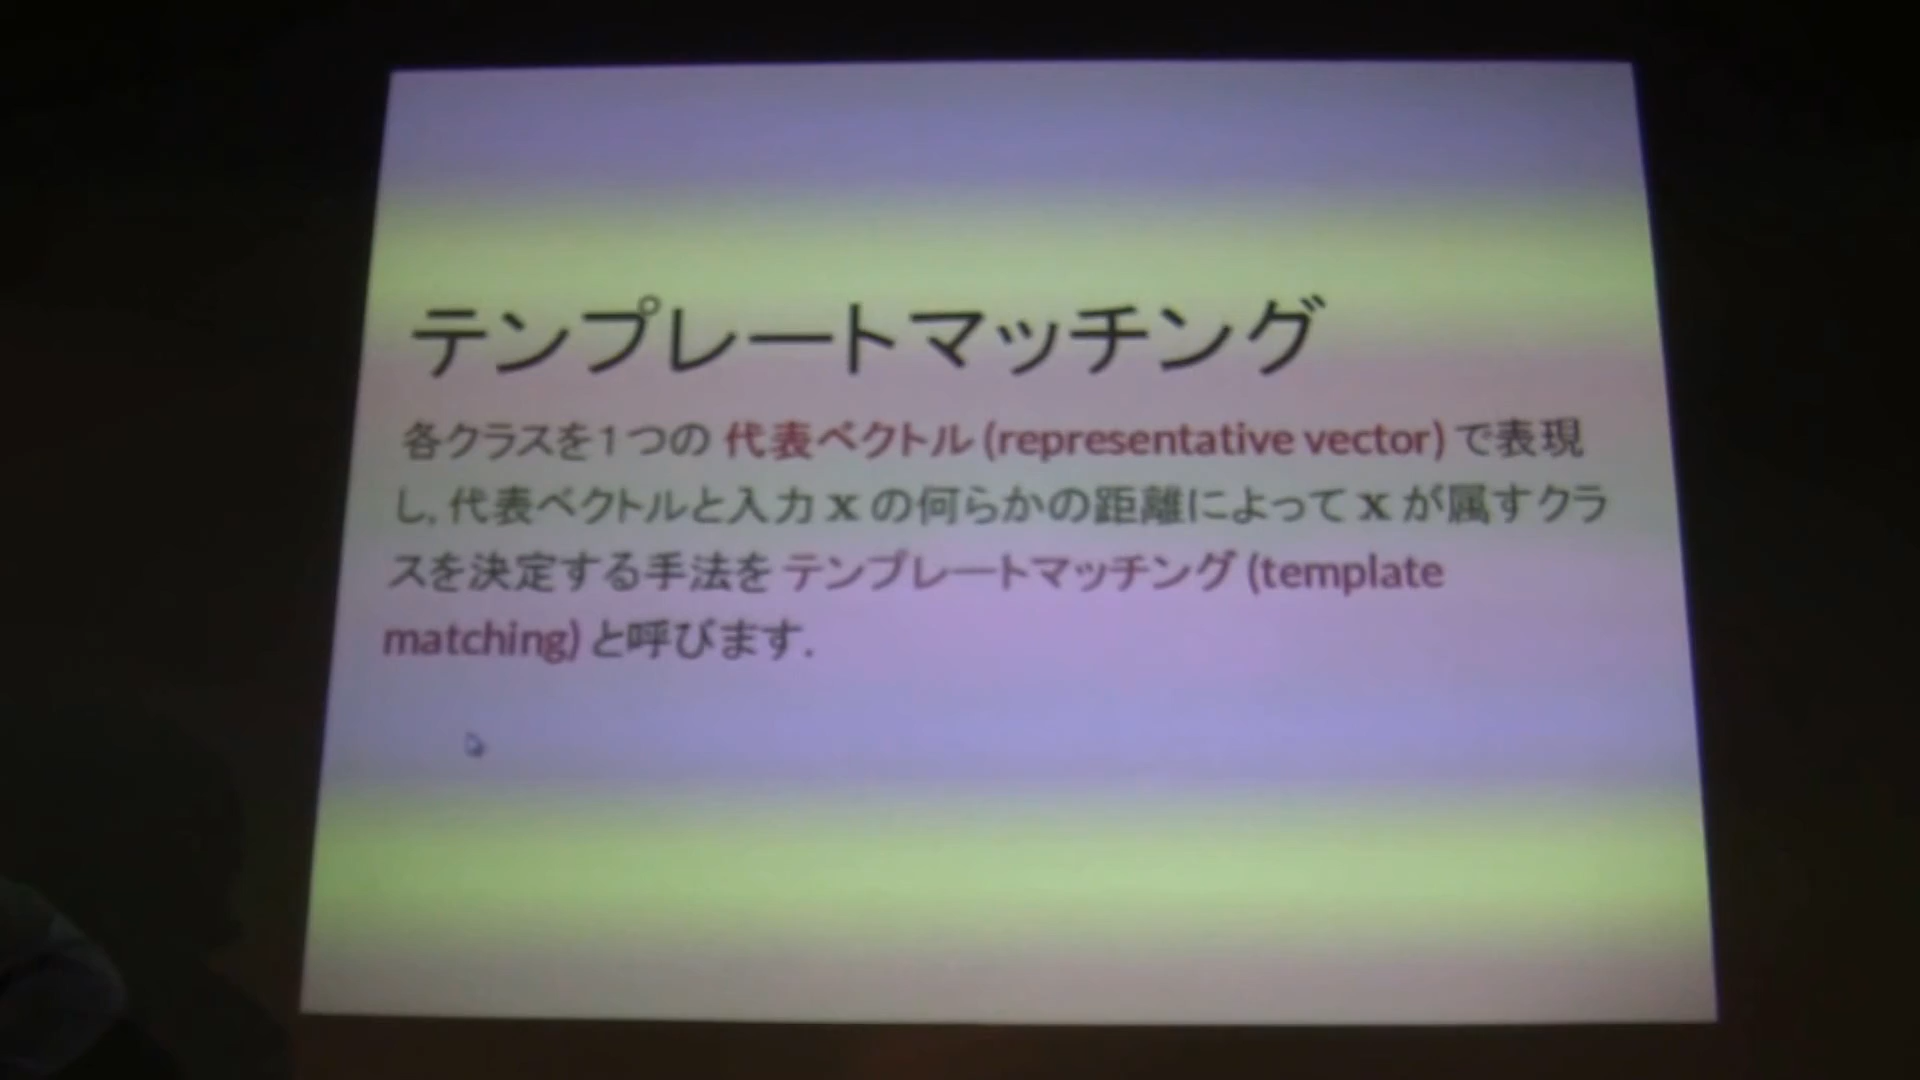 テンプレートマッチング
各クラスを1つの 代表ベクトル (representative vector) で表現
し, 代表ベクトルと入力 x の何らかの距離によって x が属すクラ
スを決定する手法を テンプレートマッチング (template
matching) と呼びます.